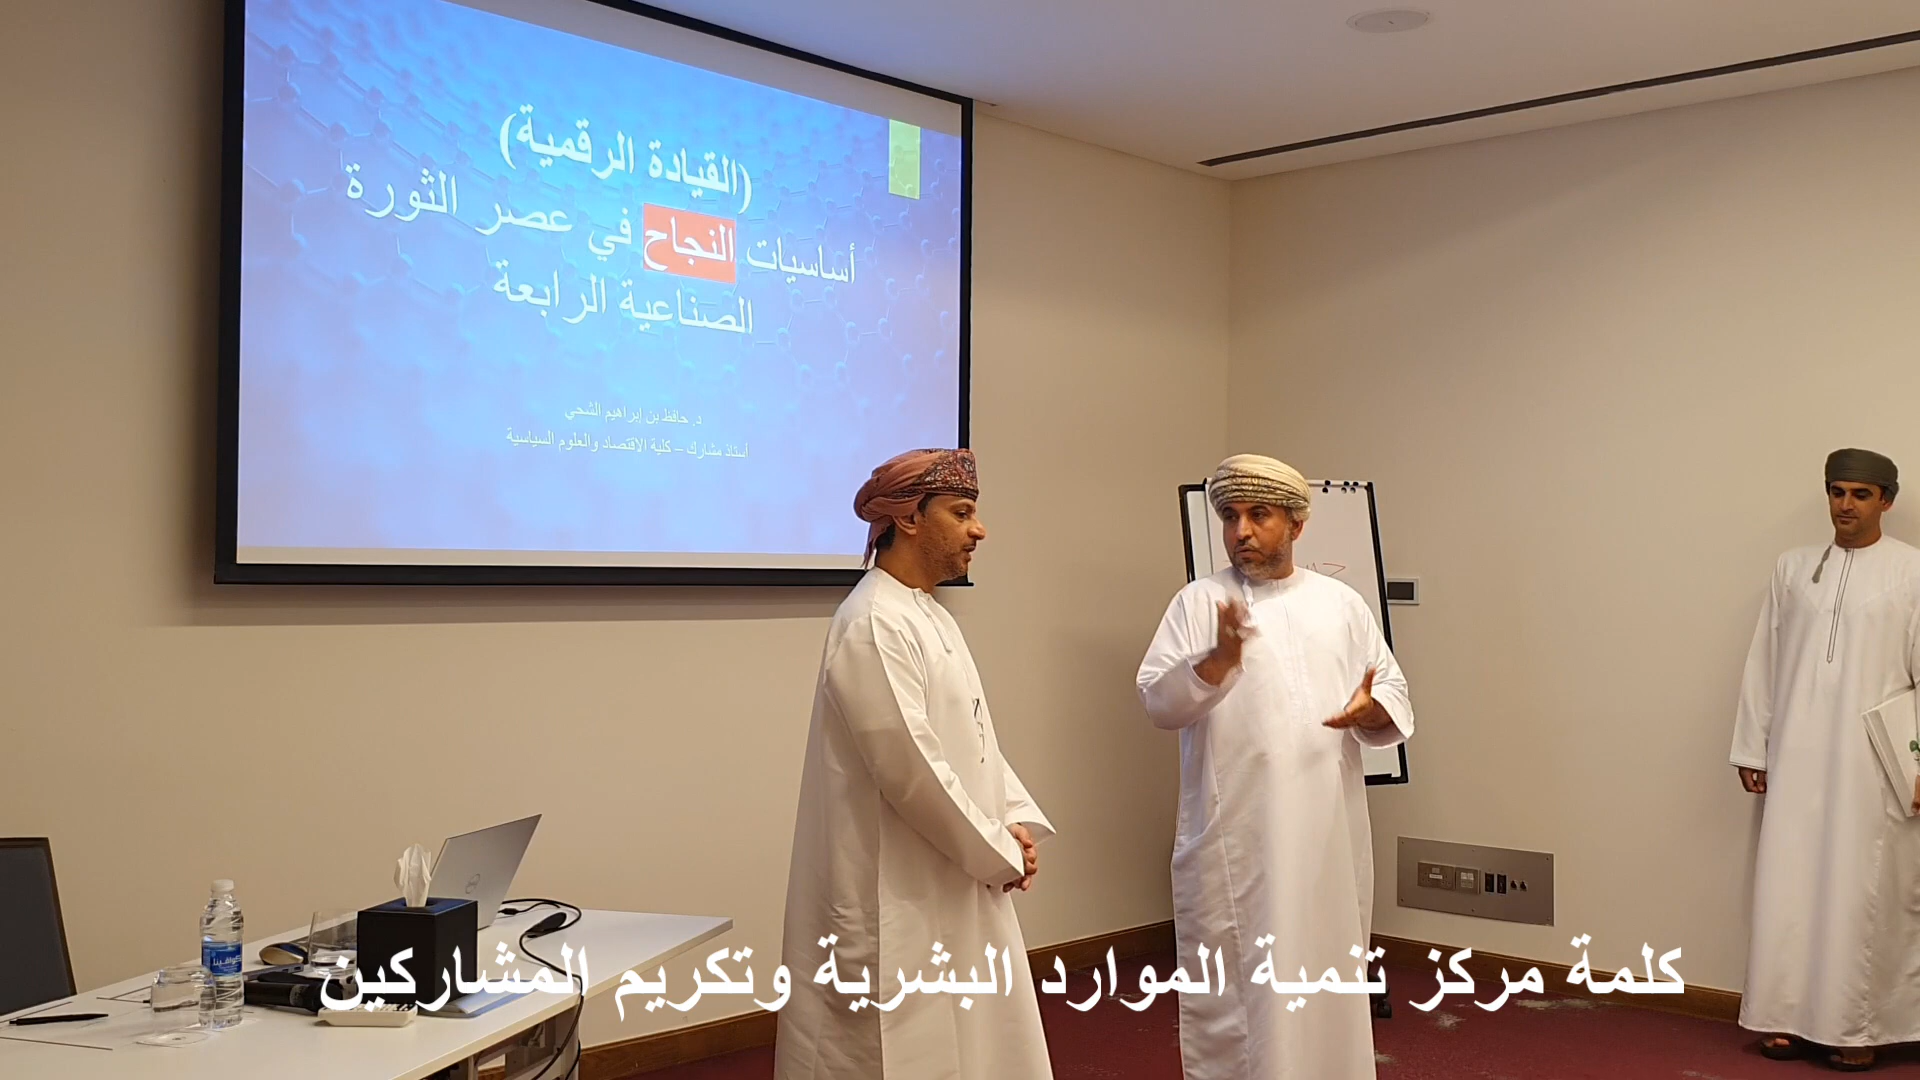 (القيادة الرقمية)
أساسيات النجاح في عصر الثورة
الصناعية الرابعة
د. حافظ بن إبراهيم الشحي
أستاذ مشارك – كلية الاقتصاد والعلوم السياسية
كلمة مركز تنمية الموارد البشرية وتكريم المشاركين